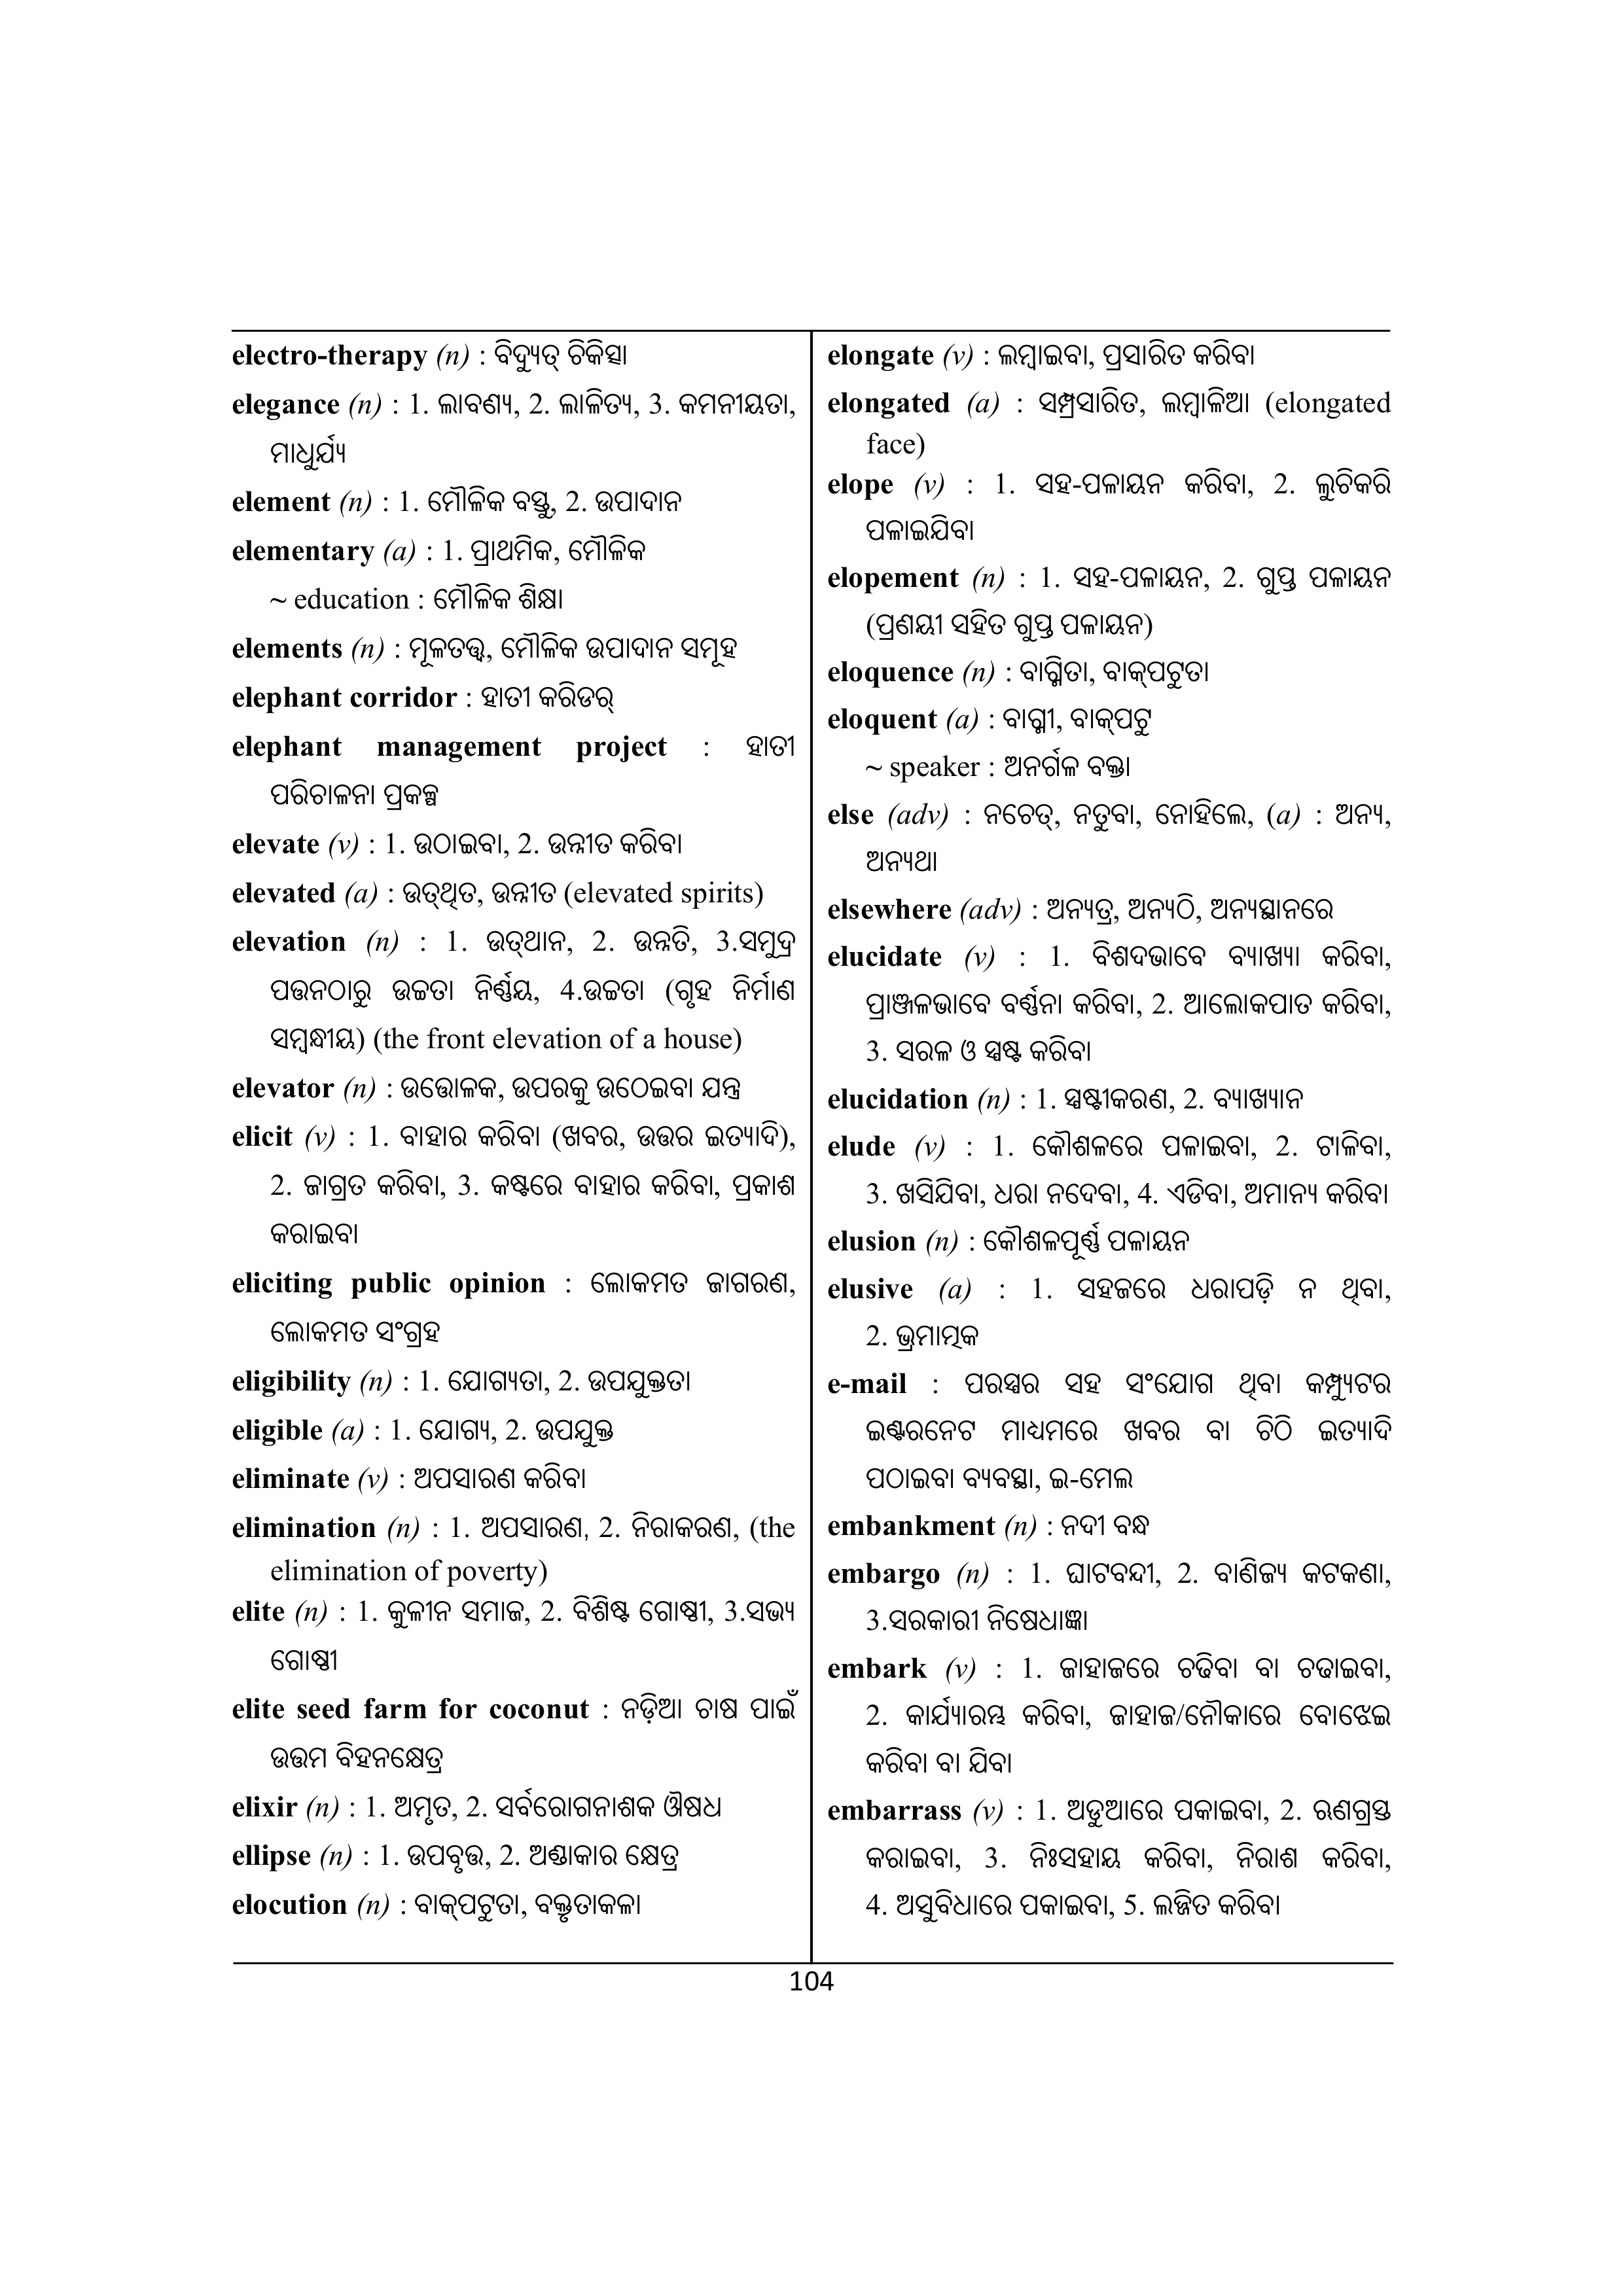 electro-therapy (n) : ବିଦ୍ୟୁତ୍ ଚିକିତ୍ସା
elegance (n) : 1. ଲାବଣ୍ୟ, 2. ଲାଳିତ୍ୟ, 3. କମନୀୟତା,
ମାଧୁର୍ଯ୍ୟ
element (n) : 1. ମୌଳିକ ବସ୍ତୁ, 2. ଉପାଦାନ
elementary (a) : 1. ପ୍ରାଥମିକ, ମୌଳିକ
~ education : ମୌଳିକ ଶିକ୍ଷା
elements (n) : ମୂଳତତ୍ତ୍ୱ, ମୌଳିକ ଉପାଦାନ ସମୂହ
elephant corridor : ହାତୀ କରିଡର୍
elephant management project : ହାତୀ
ପରିଚାଳନା ପ୍ରକଳ୍ପ
elevate (v) : 1. ଉଠାଇବା, 2. ଉନ୍ନୀତ କରିବା
elevated (a) : ଉତ୍‌ଥିତ, ଉନ୍ନୀତ (elevated spirits)
elevation (n) : 1. ଉତ୍‌ଥାନ, 2. ଉନ୍ନତି, 3.ସମୁଦ୍ର
ପଉନଠାରୁ ଉଚ୍ଚତା ନିର୍ଣ୍ଣୟ, 4.ଉଚ୍ଚତା (ଗୃହ ନିର୍ମାଣ
ସମ୍ବନ୍ଧୀୟ) (the front elevation of a house)
elevator (n) : ଉତ୍ତୋଳକ, ଉପରକୁ ଉଠେଇବା ଯନ୍ତ୍ର
elicit (v) : 1. ବାହାର କରିବା (ଖବର, ଉତ୍ତର ଇତ୍ୟାଦି),
2. ଜାଗ୍ରତ କରିବା, 3. କଷ୍ଟରେ ବାହାର କରିବା, ପ୍ରକାଶ
କରାଇବା
eliciting public opinion : ଲୋକମତ ଜାଗରଣ,
ଲୋକମତ ସଂଗ୍ରହ
eligibility (n) : 1. ଯୋଗ୍ୟତା, 2. ଉପଯୁକ୍ତତା
eligible (a) : 1. ଯୋଗ୍ୟ, 2. ଉପଯୁକ୍ତ
eliminate (v) : ଅପସାରଣ କରିବା
elimination (n) : 1. ଅପସାରଣ, 2. ନିରାକରଣ, (the
elimination of poverty)
elite (n) : 1. କୁଳୀନ ସମାଜ, 2. ବିଶିଷ୍ଟ ଗୋଷ୍ଠୀ, 3.ସଭ୍ୟ
ଗୋଷ୍ଠୀ
elite seed farm for coconut : ନଡ଼ିଆ ଚାଷ ପାଇଁ
ଉତ୍ତମ ବିହନକ୍ଷେତ୍ର
elixir (n) : 1. ଅମୃତ, 2. ସର୍ବରୋଗନାଶକ ଔଷଧ
ellipse (n) : 1. ଉପବୃତ୍ତ, 2. ଅଣ୍ଡାକାର କ୍ଷେତ୍ର
elocution (n) : ବାକ୍‌ପଟୁତା, ବକ୍ତୃତାକଳା
elongate (v) : ଲମ୍ବାଇବା, ପ୍ରସାରିତ କରିବା
elongated (a) : ସମ୍ପ୍ରସାରିତ, ଲମ୍ବାଳିଆ (elongated
face)
elope (v) : 1. ସହ-ପଳାୟନ କରିବା, 2. ଲୁଚିକରି
ପଳାଇଯିବା
elopement (n) : 1. ସହ-ପଳାୟନ, 2. ଗୁପ୍ତ ପଳାୟନ
(ପ୍ରଣୟୀ ସହିତ ଗୁପ୍ତ ପଳାୟନ)
eloquence (n) : ବାଗ୍ମିତା, ବାକ୍‌ପଟୁତା
eloquent (a) : ବାଗ୍ମୀ, ବାକ୍‌ପଟୁ
~ speaker : ଅନର୍ଗଳ ବକ୍ତା
else (adv) : ନଚେତ୍, ନତୁବା, ନୋହିଲେ, (a) : ଅନ୍ୟ,
ଅନ୍ୟଥା
elsewhere (adv) : ଅନ୍ୟତ୍ର, ଅନ୍ୟଠି, ଅନ୍ୟସ୍ଥାନରେ
elucidate (v) : 1. ବିଶଦଭାବେ ବ୍ୟାଖ୍ୟା କରିବା,
ପ୍ରାଞ୍ଜଳଭାବେ ବର୍ଣ୍ଣନା କରିବା, 2. ଆଲୋକପାତ କରିବା,
3. ସରଳ ଓ ସ୍ପଷ୍ଟ କରିବା
elucidation (n) : 1. ସ୍ପଷ୍ଟୀକରଣ, 2. ବ୍ୟାଖ୍ୟାନ
elude (v) : 1. କୌଶଳରେ ପଳାଇବା, 2. ଟାଳିବା,
3. ଖସିଯିବା, ଧରା ନଦେବା, 4. ଏଡିବା, ଅମାନ୍ୟ କରିବା
elusion (n) : କୌଶଳପୂର୍ଣ୍ଣ ପଳାୟନ
elusive (a) : 1. ସହଜରେ ଧରାପଡ଼ି ନ ଥିବା,
2. ଭ୍ରମାତ୍ମକ
e-mail : ପରସ୍ପର ସହ ସଂଯୋଗ ଥିବା କମ୍ପ୍ୟୁଟର
ଇଣ୍ଟରନେଟ ମାଧ୍ୟମରେ ଖବର ବା ଚିଠି ଇତ୍ୟାଦି
ପଠାଇବା ବ୍ୟବସ୍ଥା, ଇ-ମେଲ
embankment (n) : ନଦୀ ବନ୍ଧ
embargo (n) : 1. ଘାଟବନ୍ଦୀ, 2. ବାଣିଜ୍ୟ କଟକଣା,
3.ସରକାରୀ ନିଷେଧାଜ୍ଞା
embark (v) : 1. ଜାହାଜରେ ଚଢିବା ବା ଚଢାଇବା,
2. କାର୍ଯ୍ୟାରମ୍ଭ କରିବା, ଜାହାଜ/ନୌକାରେ ବୋଝେଇ
କରିବା ବା ଯିବା
embarrass (v) : 1. ଅଡୁଆରେ ପକାଇବା, 2. ଋଣଗ୍ରସ୍ତ
କରାଇବା, 3. ନିଃସହାୟ କରିବା, ନିରାଶ କରିବା,
4. ଅସୁବିଧାରେ ପକାଇବା, 5. ଲଜ୍ଜିତ କରିବା
104